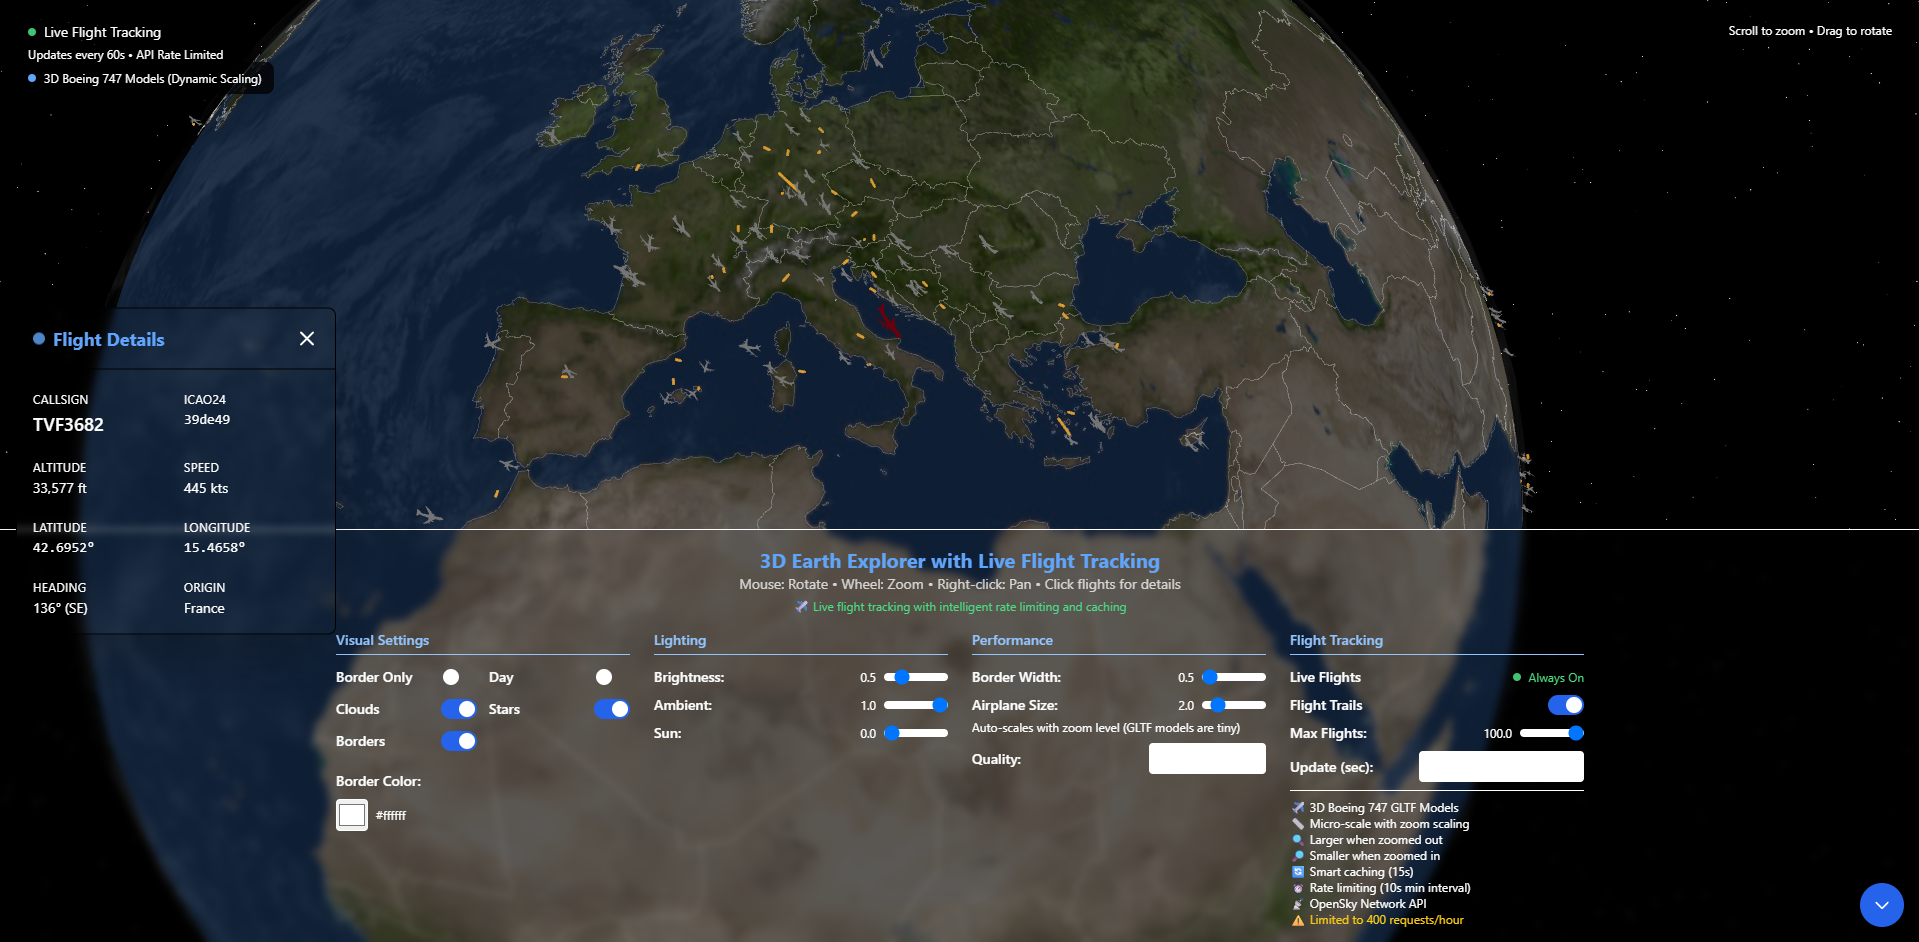 Live Flight Tracking
Updates every 60s • API Rate Limited
3D Boeing 747 Models (Dynamic Scaling)
Scroll to zoom • Drag to rotate
Flight Details
CALLSIGN
TVF3682
ICAO24
39de49
ALTITUDE
33,577 ft
SPEED
445 kts
LATITUDE
42.6952°
LONGITUDE
15.4658°
HEADING
136° (SE)
ORIGIN
France
3D Earth Explorer with Live Flight Tracking
Mouse: Rotate • Wheel: Zoom • Right-click: Pan • Click flights for details
Live flight tracking with intelligent rate limiting and caching
Visual Settings
Border Only
Day
Clouds
Stars
Borders
Border Color:
#ffffff
Lighting
Brightness: 0.5
Ambient: 1.0
Sun: 0.0
Performance
Border Width: 0.5
Airplane Size: 2.0
Auto-scales with zoom level (GLTF models are tiny)
Quality:
Flight Tracking
Live Flights Always On
Flight Trails
Max Flights: 100.0
Update (sec):
3D Boeing 747 GLTF Models
Micro-scale with zoom scaling
Larger when zoomed out
Smaller when zoomed in
Smart caching (15s)
Rate limiting (10s min interval)
OpenSky Network API
Limited to 400 requests/hour